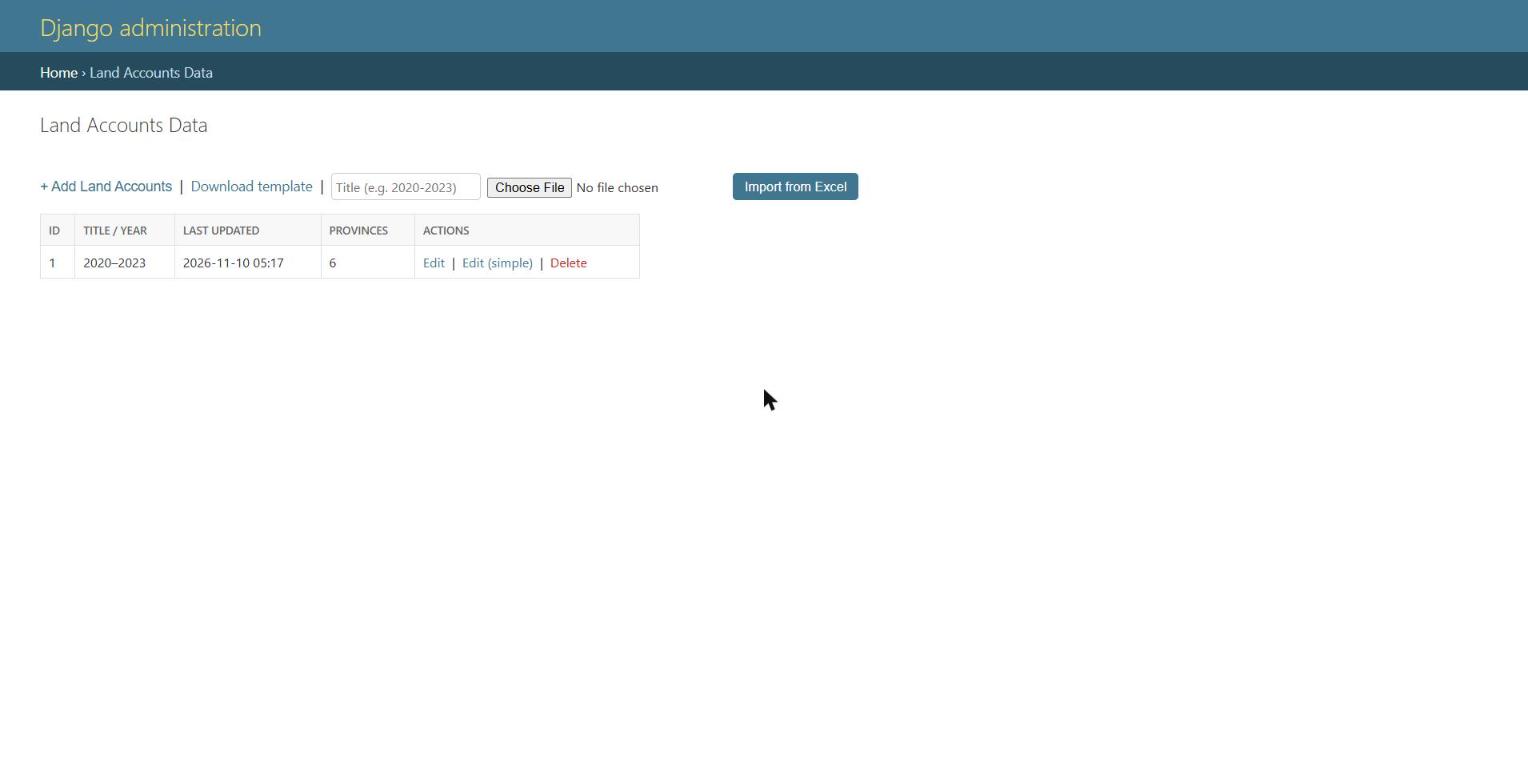 Django administration
Home › Land Accounts Data
Land Accounts Data
+ Add Land Accounts | Download template | Title (e.g. 2020-2023) Choose File No file chosen Import from Excel
ID TITLE / YEAR LAST UPDATED PROVINCES ACTIONS
1 2020–2023 2026-11-10 05:17 6 Edit | Edit (simple) | Delete